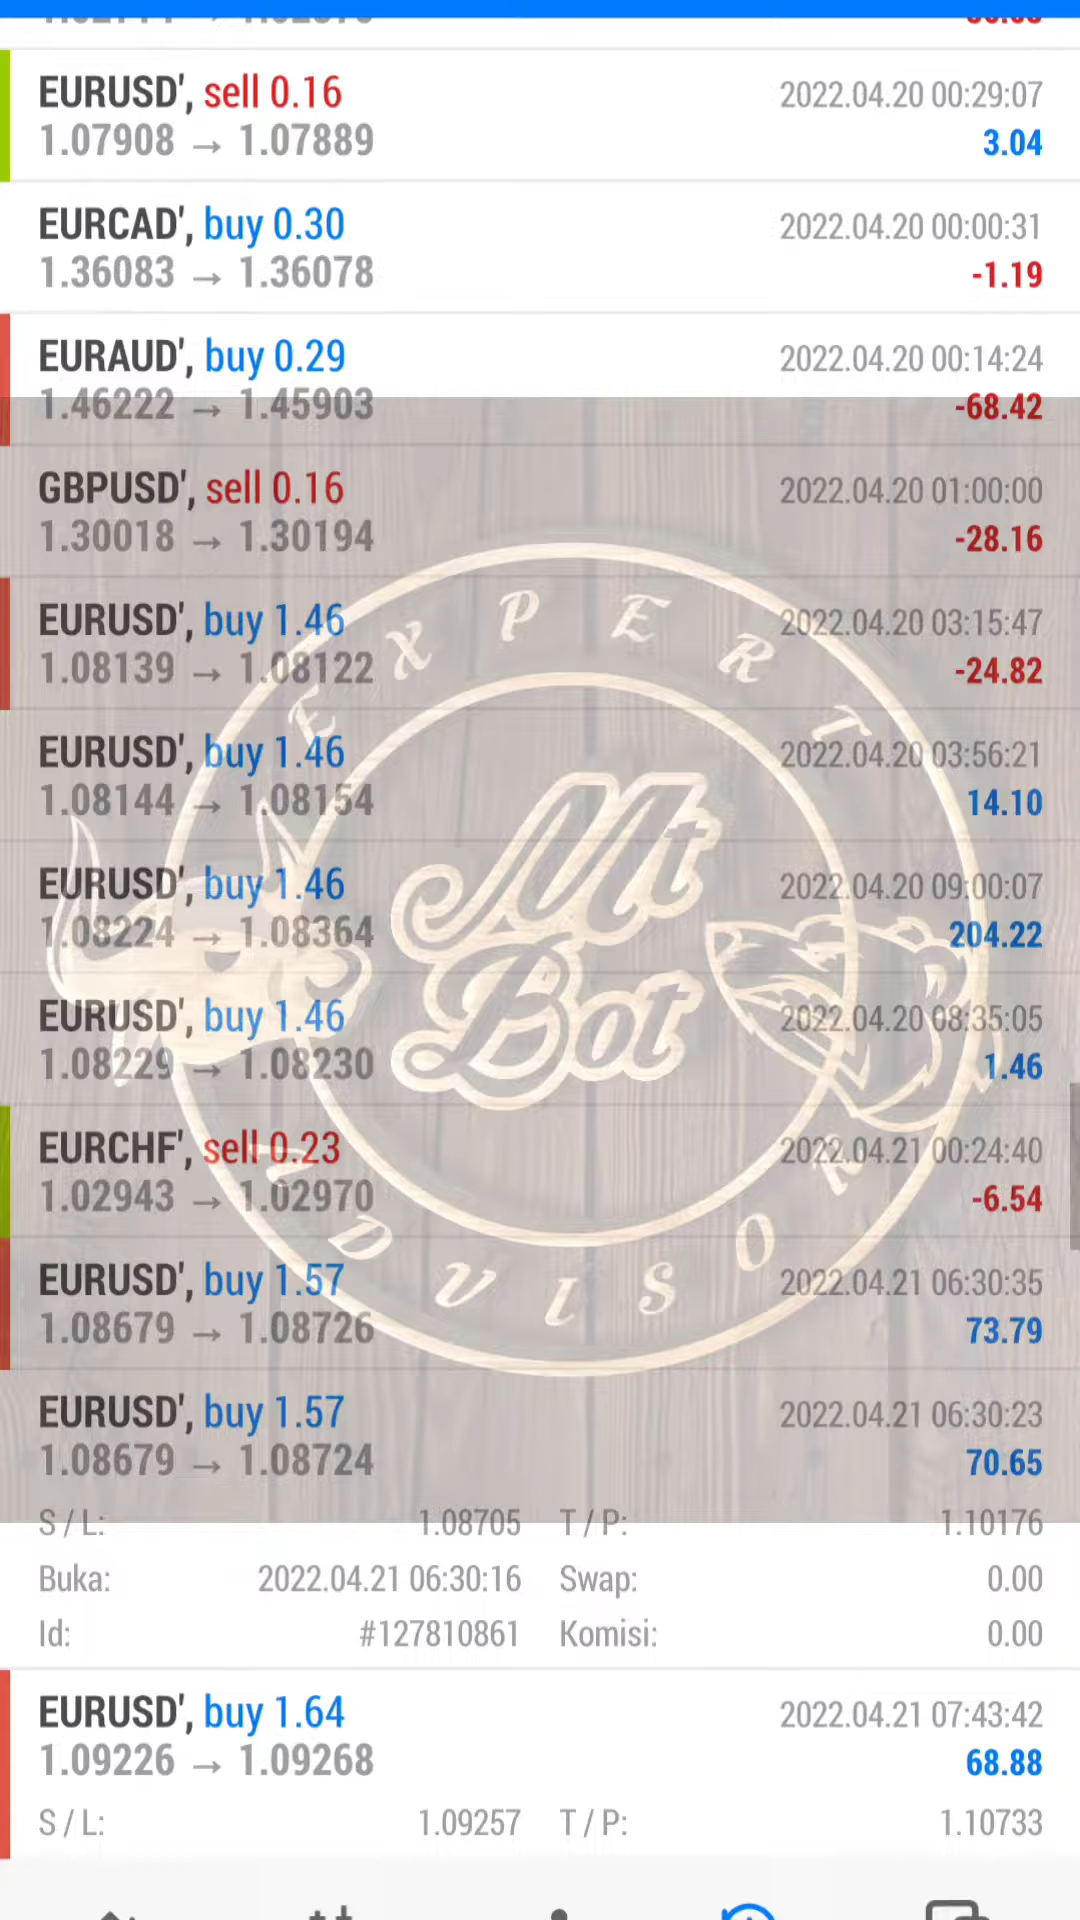 EURUSD', sell 0.16 2022.04.20 00:29:07
1.07908 → 1.07889 3.04
EURCAD', buy 0.30 2022.04.20 00:00:31
1.36083 → 1.36078 -1.19
EURAUD', buy 0.29 2022.04.20 00:14:24
1.46222 → 1.45903 -68.42
GBPUSD', sell 0.16 2022.04.20 01:00:00
1.30018 → 1.30194 -28.16
EURUSD', buy 1.46 2022.04.20 03:15:47
1.08139 → 1.08122 -24.82
EURUSD', buy 1.46 2022.04.20 03:56:21
1.08144 → 1.08154 14.10
EURUSD', buy 1.46 2022.04.20 09:00:07
1.08224 → 1.08364 204.22
EURUSD', buy 1.46 2022.04.20 08:35:05
1.08229 → 1.08230 1.46
EURCHF', sell 0.23 2022.04.21 00:24:40
1.02943 → 1.02970 -6.54
EURUSD', buy 1.57 2022.04.21 06:30:35
1.08679 → 1.08726 73.79
EURUSD', buy 1.57 2022.04.21 06:30:23
1.08679 → 1.08724 70.65
S / L: 1.08705 T / P: 1.10176
Buka: 2022.04.21 06:30:16 Swap: 0.00
Id: #127810861 Komisi: 0.00
EURUSD', buy 1.64 2022.04.21 07:43:42
1.09226 → 1.09268 68.88
S / L: 1.09257 T / P: 1.10733
EXPERT
Mt
Bot
ADVISOR